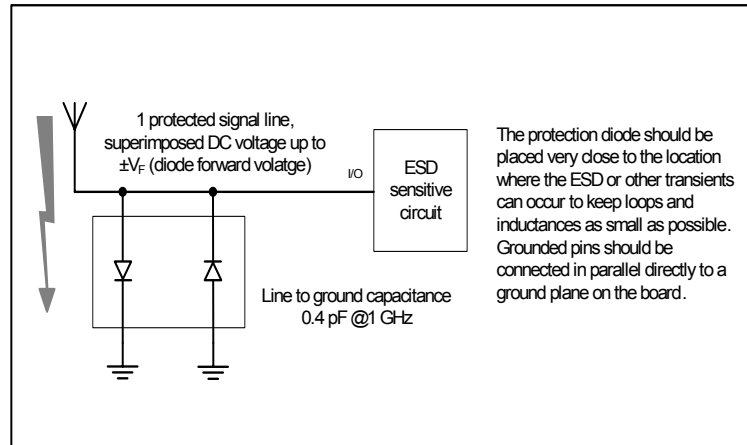 1 protected signal line,
superimposed DC voltage up to
±VF (diode forward volatge)
I/O
ESD
sensitive
circuit
Line to ground capacitance
0.4 pF @1 GHz
The protection diode should be
placed very close to the location
where the ESD or other transients
can occur to keep loops and
inductances as small as possible.
Grounded pins should be
connected in parallel directly to a
ground plane on the board.